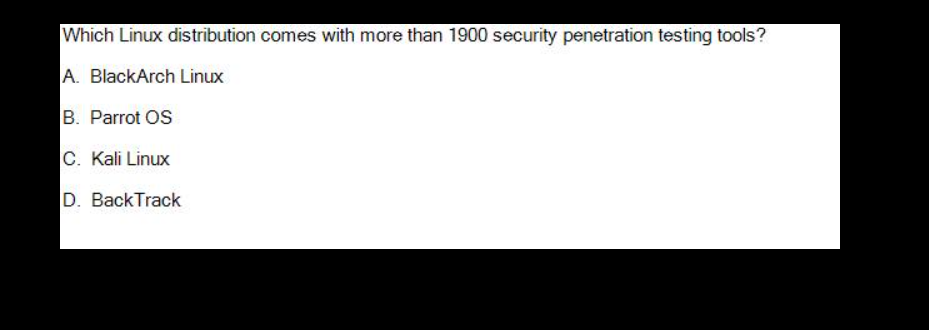 Which Linux distribution comes with more than 1900 security penetration testing tools?
A. BlackArch Linux
B. Parrot OS
C. Kali Linux
D. BackTrack